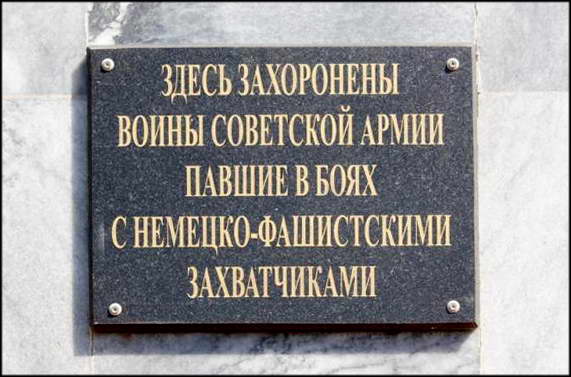 ЗДЕСЬ ЗАХОРОНЕНЫ
ВОИНЫ СОВЕТСКОЙ АРМИИ
ПАВШИЕ В БОЯХ
С НЕМЕЦКО-ФАШИСТСКИМИ
ЗАХВАТЧИКАМИ